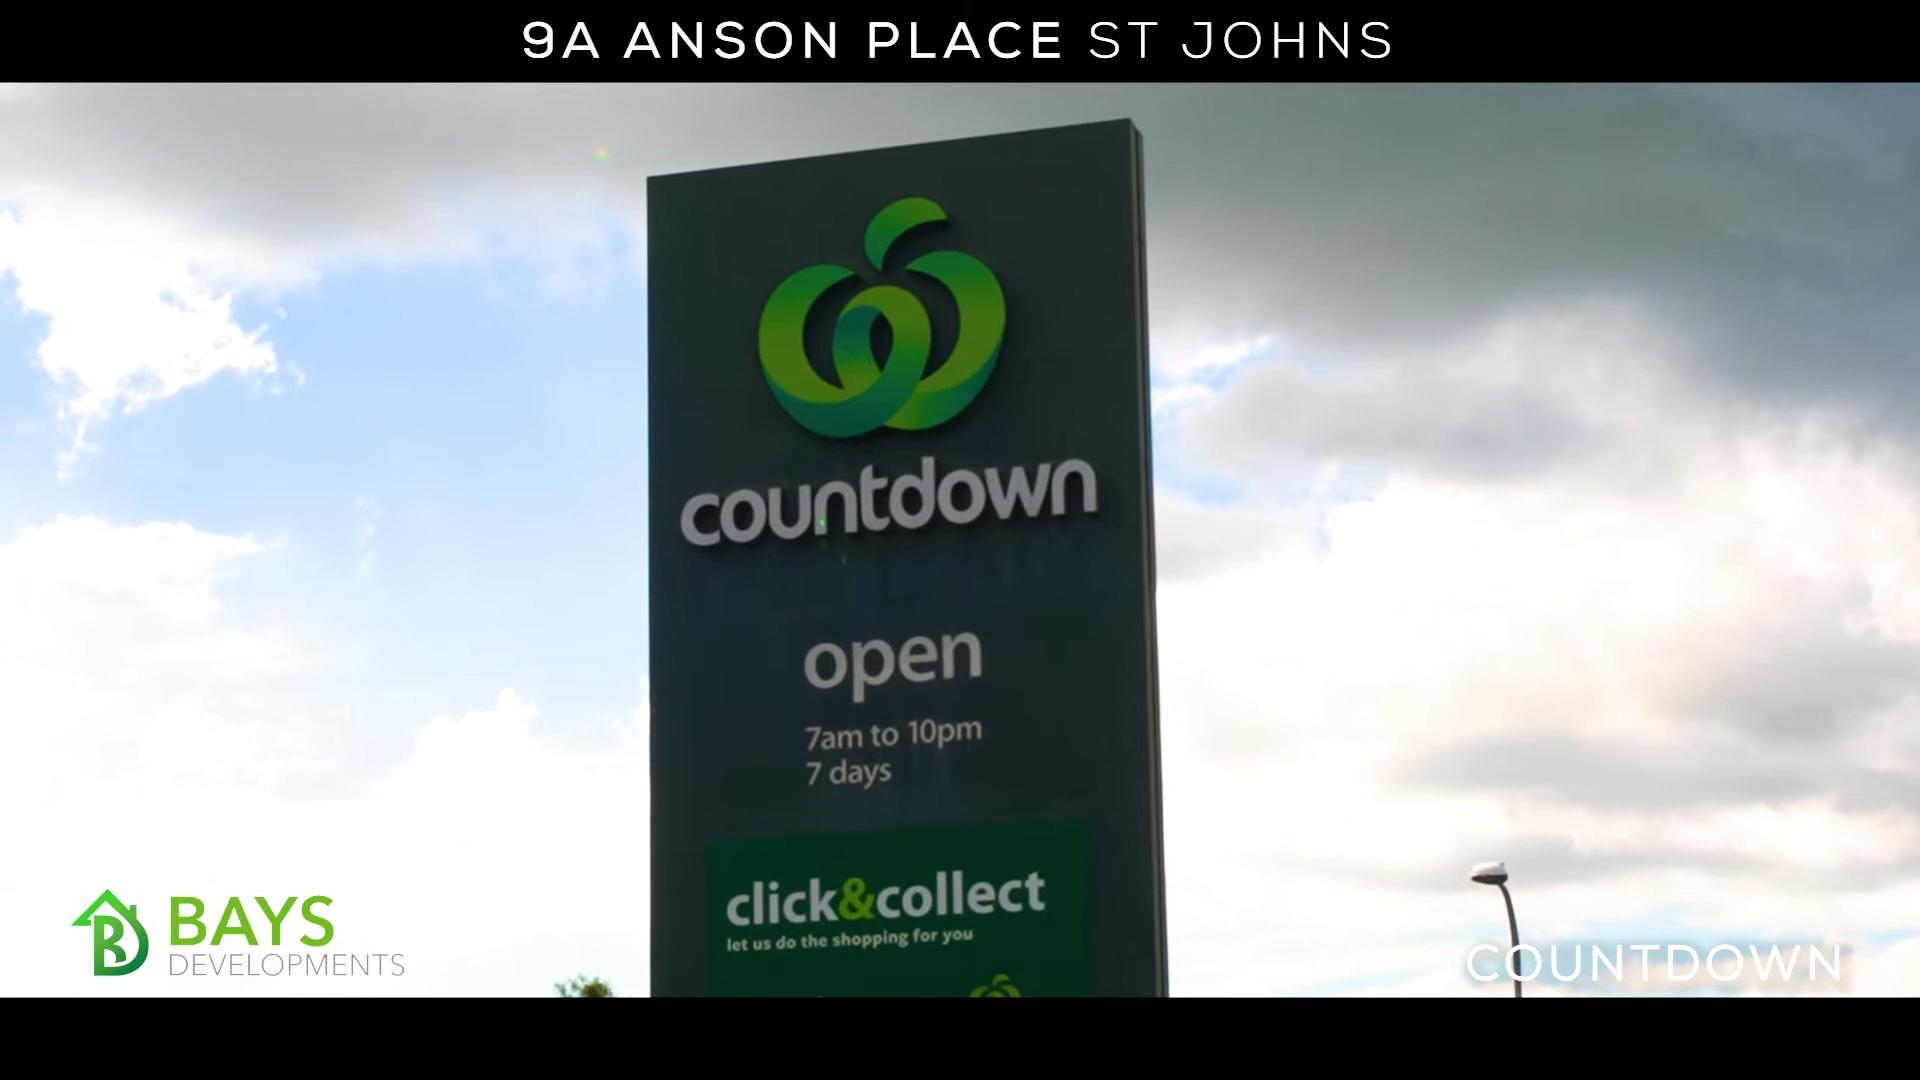 9A ANSON PLACE ST JOHNS
countdown
open
7am to 10pm
7 days
click&collect
let us do the shopping for you
BAYS
DEVELOPMENTS
COUNTDOWN